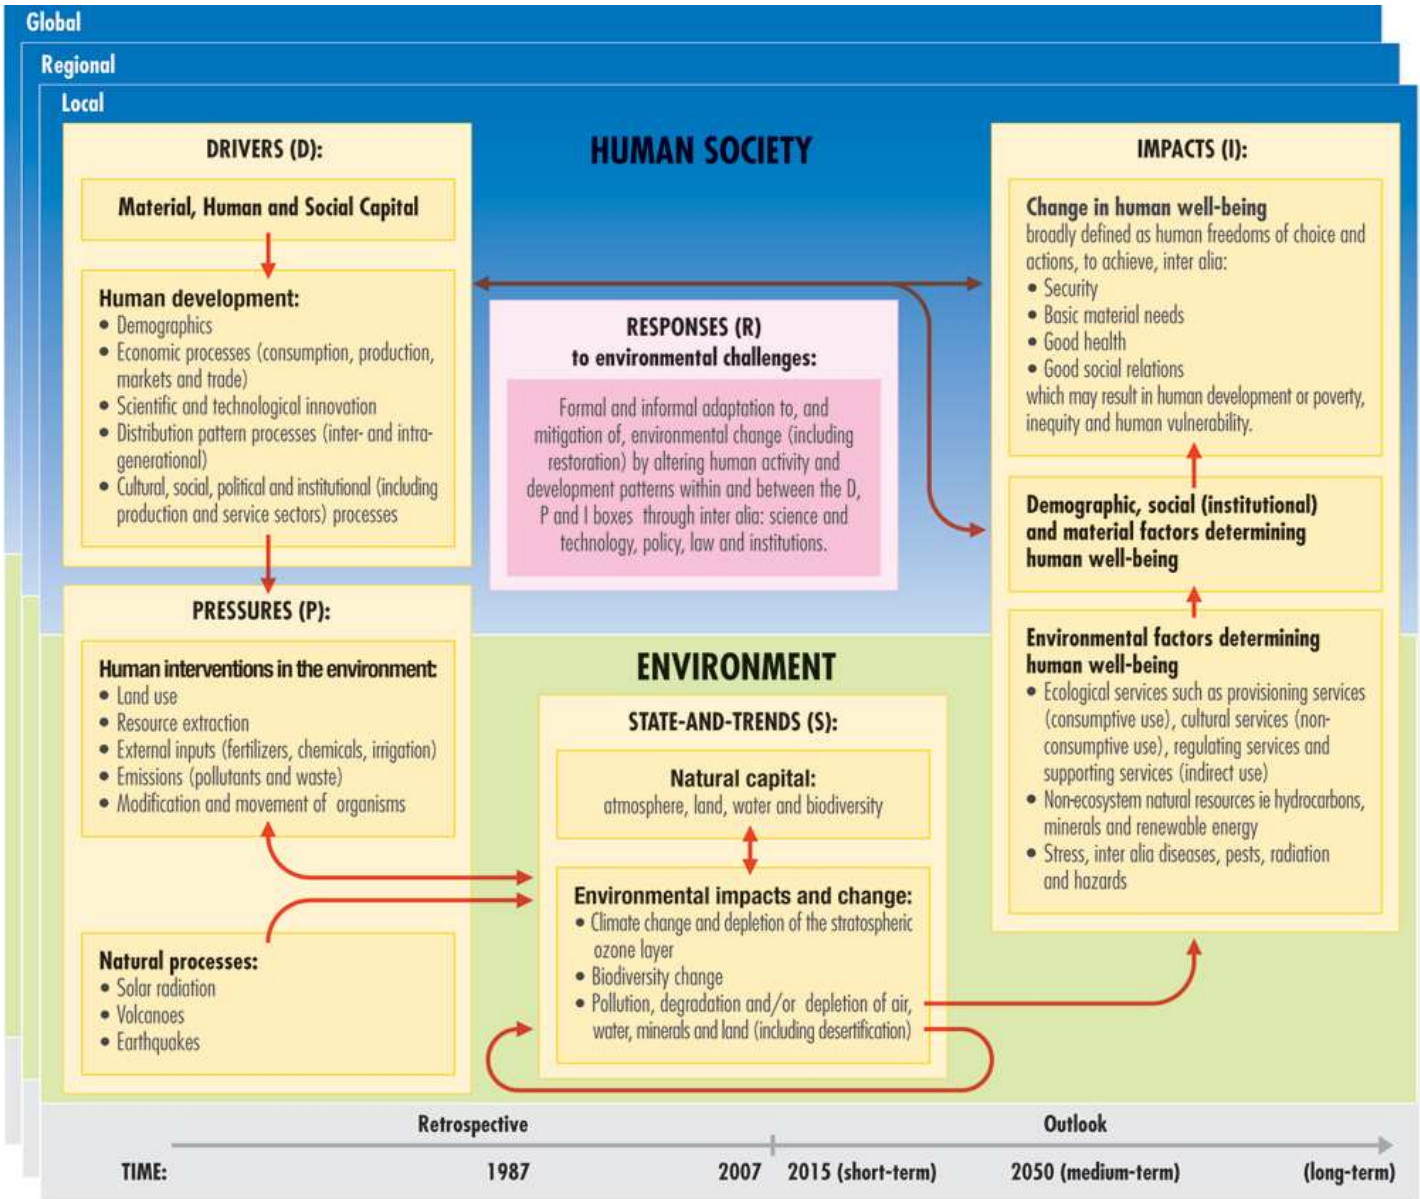 Global
Regional
Local
HUMAN SOCIETY
DRIVERS (D):
Material, Human and Social Capital
Human development:
• Demographics
• Economic processes (consumption, production,
markets and trade)
• Scientific and technological innovation
• Distribution pattern processes (inter- and intra-
generational)
• Cultural, social, political and institutional (including
production and service sectors) processes
PRESSURES (P):
Human interventions in the environment:
• Land use
• Resource extraction
• External inputs (fertilizers, chemicals, irrigation)
• Emissions (pollutants and waste)
• Modification and movement of organisms
Natural processes:
• Solar radiation
• Volcanoes
• Earthquakes
RESPONSES (R)
to environmental challenges:
Formal and informal adaptation to, and
mitigation of, environmental change (including
restoration) by altering human activity and
development patterns within and between the D,
P and I boxes through inter alia: science and
technology, policy, law and institutions.
ENVIRONMENT
STATE-AND-TRENDS (S):
Natural capital:
atmosphere, land, water and biodiversity
Environmental impacts and change:
• Climate change and depletion of the stratospheric
ozone layer
• Biodiversity change
• Pollution, degradation and/or depletion of air,
water, minerals and land (including desertification)
IMPACTS (I):
Change in human well-being
broadly defined as human freedoms of choice and
actions, to achieve, inter alia:
• Security
• Basic material needs
• Good health
• Good social relations
which may result in human development or poverty,
inequity and human vulnerability.
Demographic, social (institutional)
and material factors determining
human well-being
Environmental factors determining
human well-being
• Ecological services such as provisioning services
(consumptive use), cultural services (non-
consumptive use), regulating services and
supporting services (indirect use)
• Non-ecosystem natural resources ie hydrocarbons,
minerals and renewable energy
• Stress, inter alia diseases, pests, radiation
and hazards
Retrospective
Outlook
TIME: 1987 2007 2015 (short-term) 2050 (medium-term) (long-term)